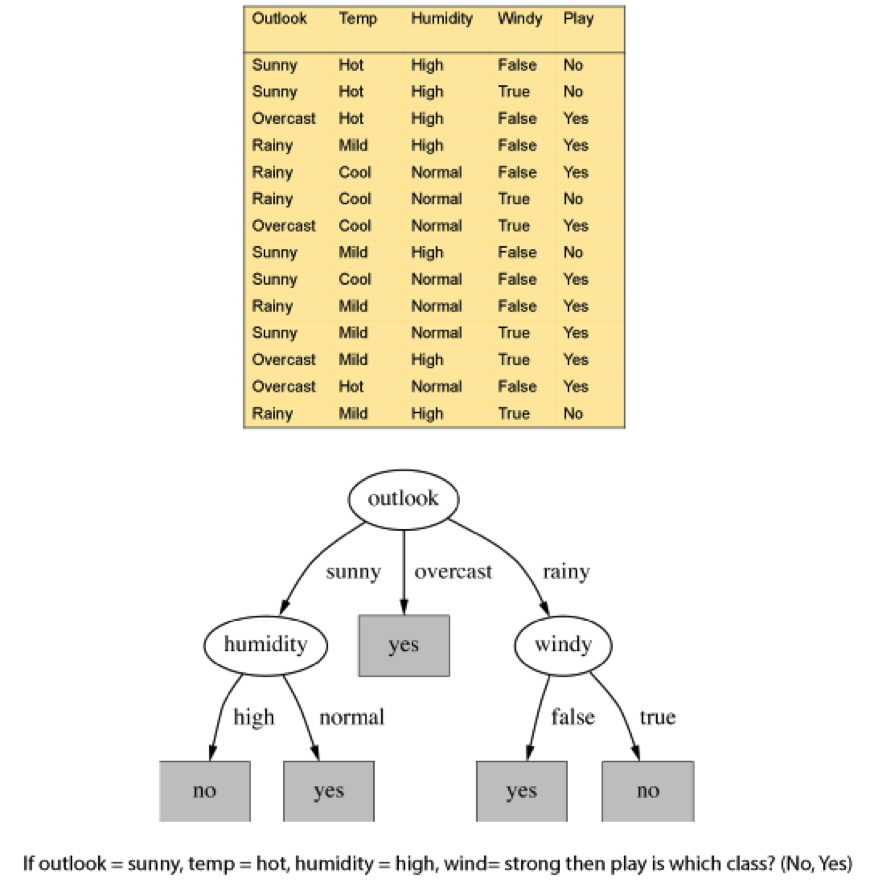 Outlook Temp Humidity Windy Play
Sunny Hot High False No
Sunny Hot High True No
Overcast Hot High False Yes
Rainy Mild High False Yes
Rainy Cool Normal False Yes
Rainy Cool Normal True No
Overcast Cool Normal True Yes
Sunny Mild High False No
Sunny Cool Normal False Yes
Rainy Mild Normal False Yes
Sunny Mild Normal True Yes
Overcast Mild High True Yes
Overcast Hot Normal False Yes
Rainy Mild High True No
outlook
sunny overcast rainy
humidity yes windy
high normal false true
no yes yes no
If outlook = sunny, temp = hot, humidity = high, wind= strong then play is which class? (No, Yes)